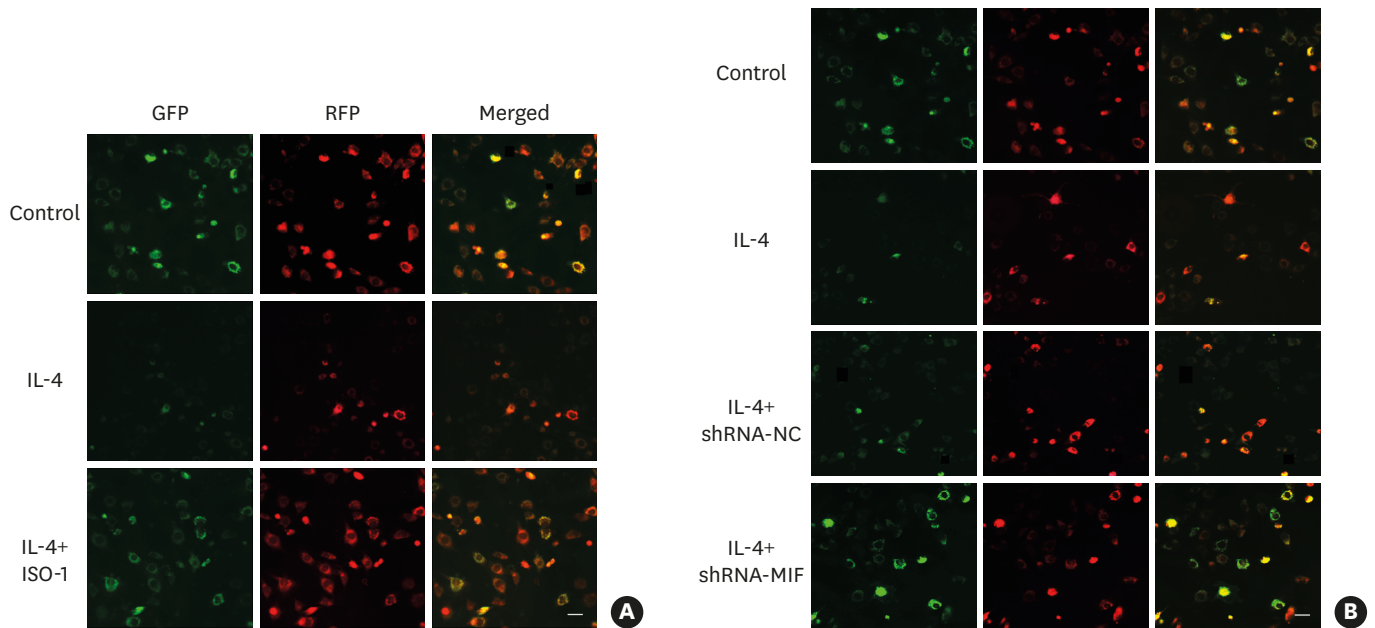 GFP
RFP
Merged
Control
IL-4
IL-4+
ISO-1
A
Control
IL-4
IL-4+
shRNA-NC
IL-4+
shRNA-MIF
B